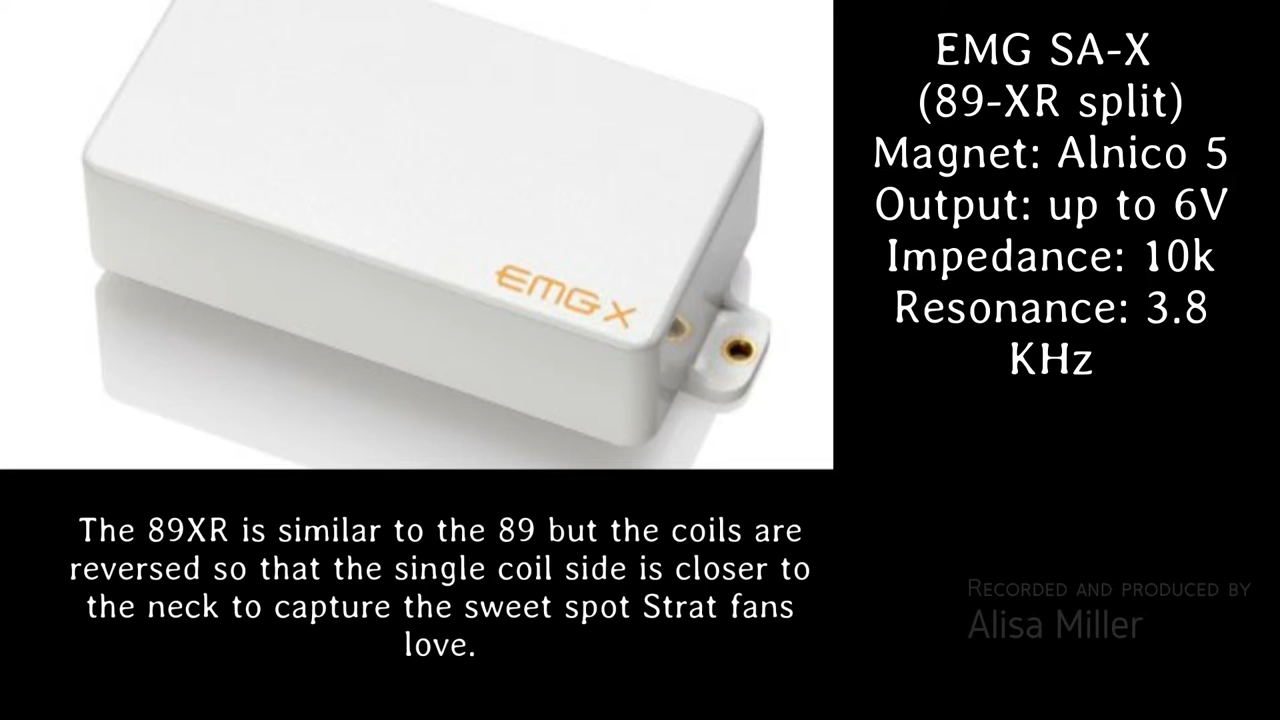 EMG SA-X
(89-XR split)
Magnet: Alnico 5
Output: up to 6V
Impedance: 10k
Resonance: 3.8
KHz
EMG X
The 89XR is similar to the 89 but the coils are
reversed so that the single coil side is closer to
the neck to capture the sweet spot Strat fans
love.
RECORDED AND PRODUCED BY
Alisa Miller